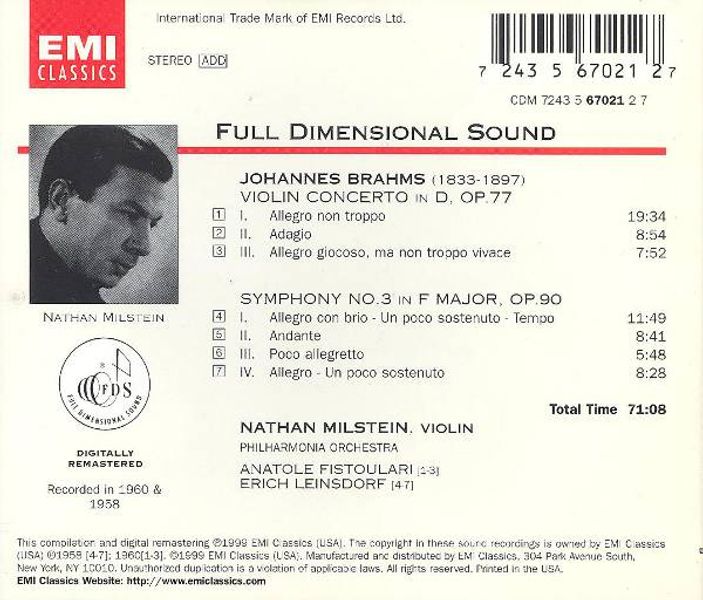 EMI
CLASSICS
International Trade Mark of EMI Records Ltd.
STEREO ADD
7 243 5 67021 2 7
CDM 7243 5 67021 2 7
FULL DIMENSIONAL SOUND
JOHANNES BRAHMS (1833-1897)
VIOLIN CONCERTO IN D, OP.77
1 I. Allegro non troppo 19:34
2 II. Adagio 8:54
3 III. Allegro giocoso, ma non troppo vivace 7:52
SYMPHONY NO.3 IN F MAJOR, OP.90
4 I. Allegro con brio - Un poco sostenuto - Tempo 11:49
5 II. Andante 8:41
6 III. Poco allegretto 5:48
7 IV. Allegro - Un poco sostenuto 8:28
Total Time 71:08
NATHAN MILSTEIN
FDS
FULL DIMENSIONAL SOUND
DIGITALLY
REMASTERED
Recorded in 1960 &
1958
NATHAN MILSTEIN, VIOLIN
PHILHARMONIA ORCHESTRA
ANATOLE FISTOULARI [1-3]
ERICH LEINSDORF [4-7]
This compilation and digital remastering ℗1999 EMI Classics (USA). The copyright in these sound recordings is owned by EMI Classics
(USA) ℗1958 [4-7]; 1960[1-3]. ©1999 EMI Classics (USA). Manufactured and distributed by EMI Classics, 304 Park Avenue South,
New York, NY 10010. Unauthorized duplication is a violation of applicable laws. All rights reserved. Printed in the USA.
EMI Classics Website: http://www.emiclassics.com